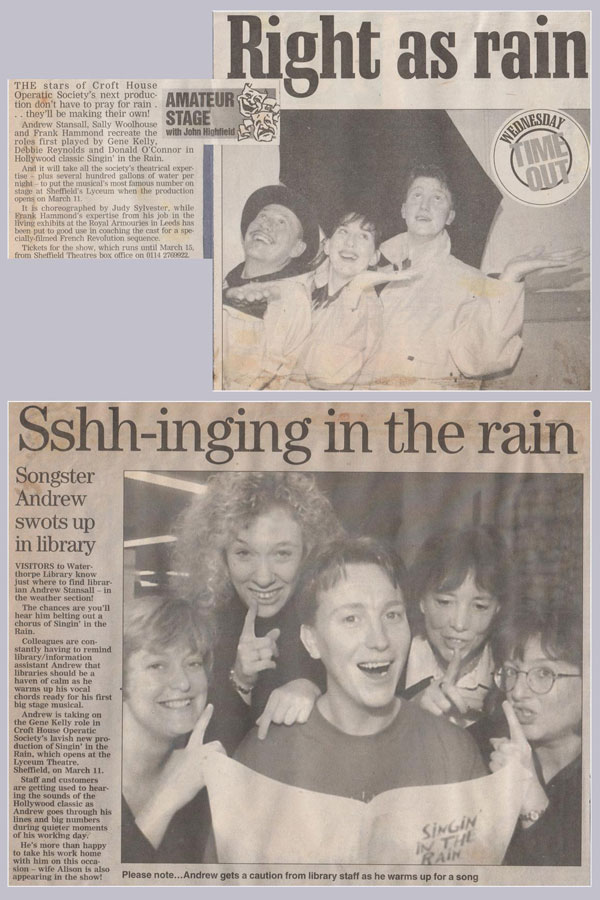 Right as rain
THE stars of Croft House
Operatic Society's next produc-
tion don't have to pray for rain .
. . they'll be making their own!
Andrew Stansall, Sally Woolhouse
and Frank Hammond recreate the
roles first played by Gene Kelly,
Debbie Reynolds and Donald O'Connor in
Hollywood classic Singin' in the Rain.
And it will take all the society's theatrical exper-
tise – plus several hundred gallons of water per
night – to put the musical's most famous number on
stage at Sheffield's Lyceum when the production
opens on March 11.
It is choreographed by Judy Sylvester, while
Frank Hammond's expertise from his job in the
living exhibits at the Royal Armouries in Leeds has
been put to good use in coaching the cast for a spe-
cially-filmed French Revolution sequence.
Tickets for the show, which runs until March 15,
from Sheffield Theatres box office on 0114 2769922.
AMATEUR
STAGE
with John Highfield
WEDNESDAY
TIME
OUT
Sshh-inging in the rain
Songster
Andrew
swots up
in library
VISITORS to Water-
thorpe Library know
just where to find librar-
ian Andrew Stansall – in
the weather section!
The chances are you'll
hear him belting out a
chorus of Singin' in the
Rain.
Colleagues are con-
stantly having to remind
library/information
assistant Andrew that
libraries should be a
haven of calm as he
warms up his vocal
chords ready for his first
big stage musical.
Andrew is taking on
the Gene Kelly role in
Croft House Operatic
Society's lavish new pro-
duction of Singin' in the
Rain, which opens at the
Lyceum Theatre,
Sheffield, on March 11.
Staff and customers
are getting used to hear-
ing the sounds of the
Hollywood classic as
Andrew goes through his
lines and big numbers
during quieter moments
of his working day.
He's more than happy
to take his work home
with him on this occa-
sion – wife Alison is also
appearing in the show!
SINGIN'
IN THE
RAIN
Please note...Andrew gets a caution from library staff as he warms up for a song